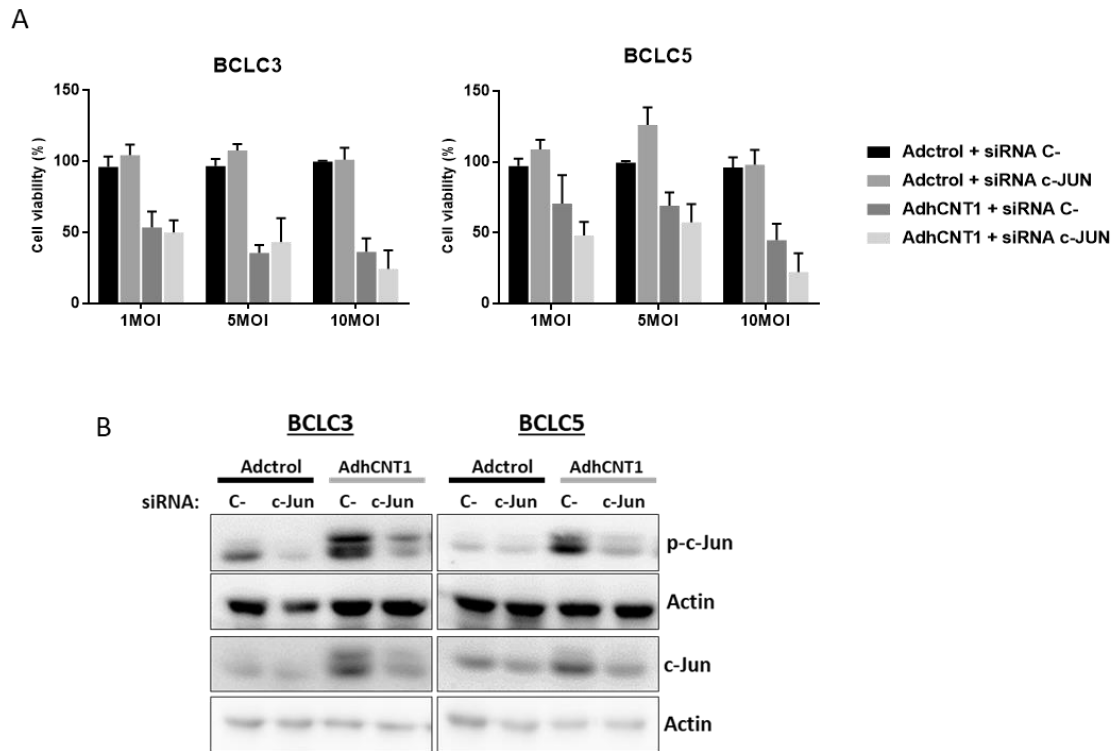 A
BCLC3
Cell viability (%)
150
100
50
0
1MOI 5MOI 10MOI
BCLC5
Cell viability (%)
150
100
50
0
1MOI 5MOI 10MOI
Adctrol + siRNA C-
Adctrol + siRNA c-JUN
AdhCNT1 + siRNA C-
AdhCNT1 + siRNA c-JUN
B
BCLC3 BCLC5
Adctrol AdhCNT1 Adctrol AdhCNT1
siRNA: C- c-Jun C- c-Jun C- c-Jun C- c-Jun
p-c-Jun
Actin
c-Jun
Actin